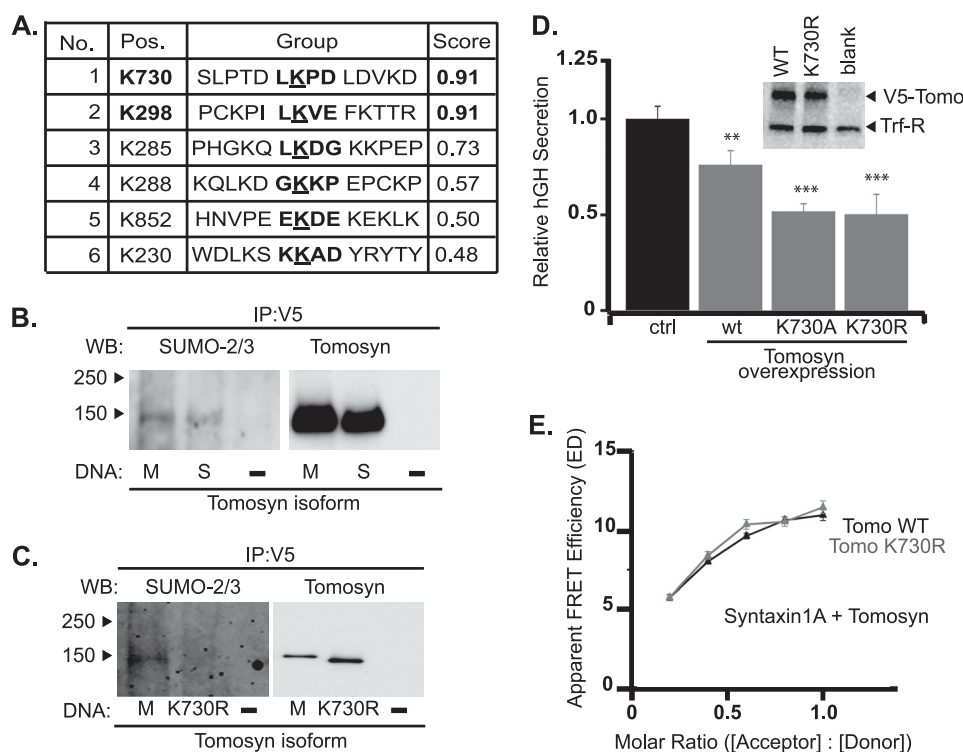 A.
No. Pos. Group Score
1 K730 SLPTD LKPD LDVKD 0.91
2 K298 PCKPI LKVE FKTTR 0.91
3 K285 PHGKQ LKDG KKPEP 0.73
4 K288 KQLKD GKKP EPCKP 0.57
5 K852 HNVPE EKDE KEKLK 0.50
6 K230 WDLKS KKAD YRYTY 0.48
B.
IP:V5
WB: SUMO-2/3 Tomosyn
250
150
DNA: M S - M S -
Tomosyn isoform
C.
IP:V5
WB: SUMO-2/3 Tomosyn
250
150
DNA: M K730R - M K730R -
Tomosyn isoform
D.
Relative hGH Secretion
1.25
1.0
0.5
0
** *** ***
WT K730R blank
V5-Tomo
Trf-R
ctrl wt K730A K730R
Tomosyn
overexpression
E.
Apparent FRET Efficiency (ED)
15
10
5
0
Tomo WT
Tomo K730R
Syntaxin1A + Tomosyn
0 0.5 1.0
Molar Ratio ([Acceptor] : [Donor])